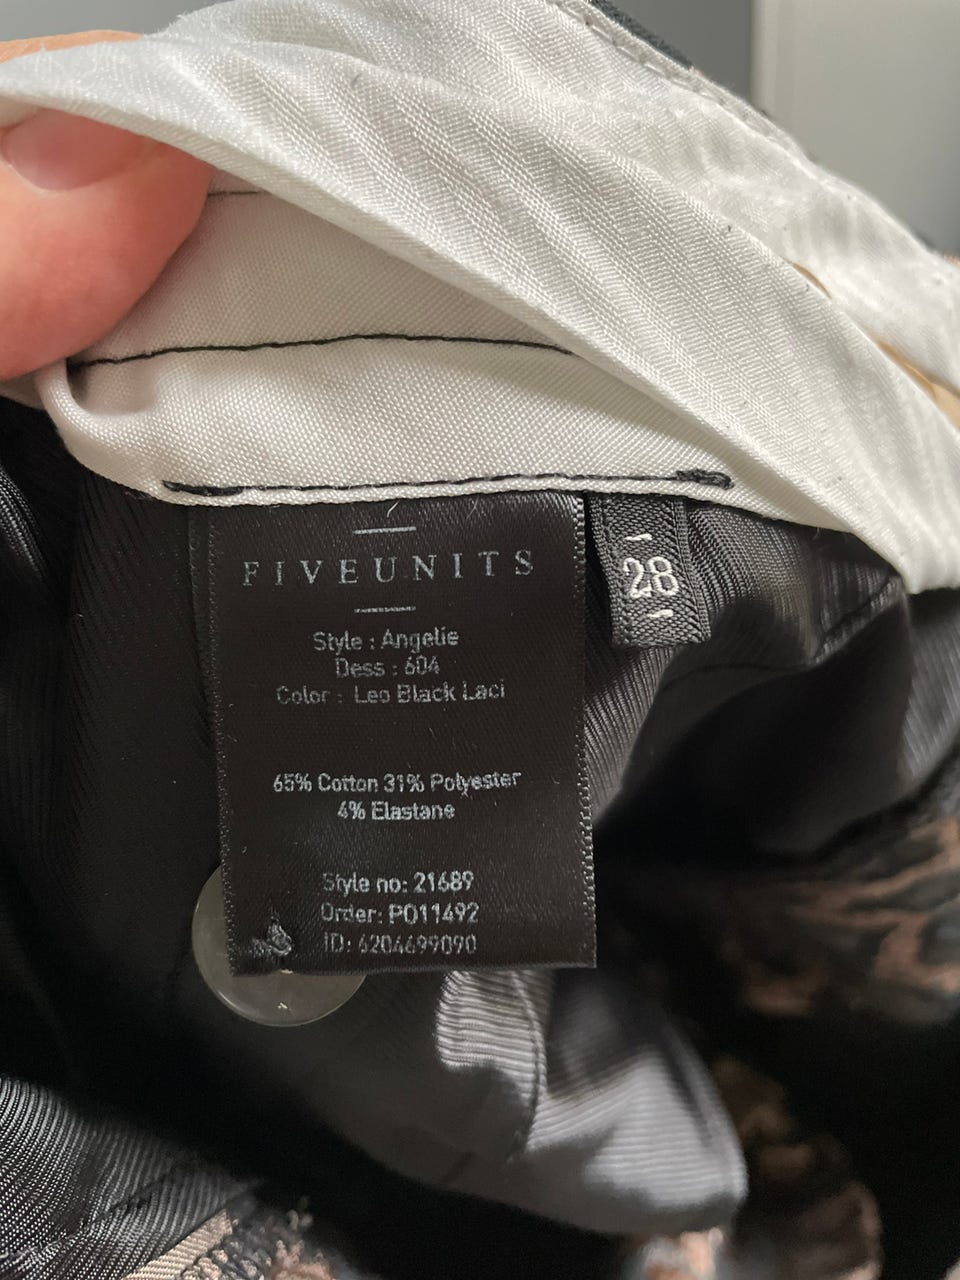 FIVEUNITS
Style : Angelie
Dess : 604
Color : Leo Black Laci
65% Cotton 31% Polyester
4% Elastane
Style no: 21689
Order: PO11492
ID: 6204699090
28